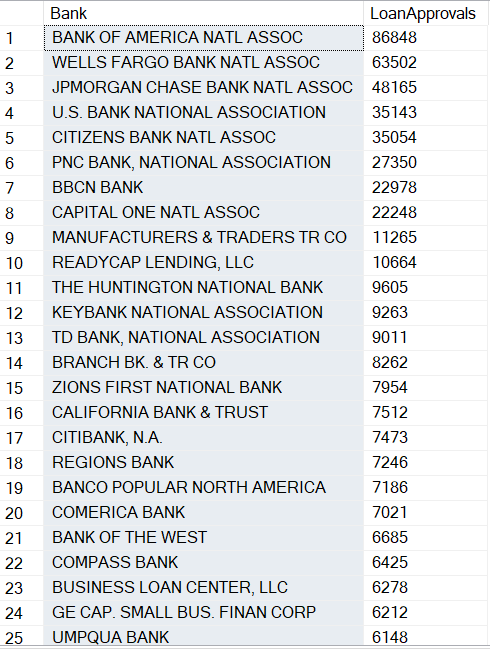 Bank LoanApprovals
1 BANK OF AMERICA NATL ASSOC 86848
2 WELLS FARGO BANK NATL ASSOC 63502
3 JPMORGAN CHASE BANK NATL ASSOC 48165
4 U.S. BANK NATIONAL ASSOCIATION 35143
5 CITIZENS BANK NATL ASSOC 35054
6 PNC BANK, NATIONAL ASSOCIATION 27350
7 BBCN BANK 22978
8 CAPITAL ONE NATL ASSOC 22248
9 MANUFACTURERS & TRADERS TR CO 11265
10 READYCAP LENDING, LLC 10664
11 THE HUNTINGTON NATIONAL BANK 9605
12 KEYBANK NATIONAL ASSOCIATION 9263
13 TD BANK, NATIONAL ASSOCIATION 9011
14 BRANCH BK. & TR CO 8262
15 ZIONS FIRST NATIONAL BANK 7954
16 CALIFORNIA BANK & TRUST 7512
17 CITIBANK, N.A. 7473
18 REGIONS BANK 7246
19 BANCO POPULAR NORTH AMERICA 7186
20 COMERICA BANK 7021
21 BANK OF THE WEST 6685
22 COMPASS BANK 6425
23 BUSINESS LOAN CENTER, LLC 6278
24 GE CAP. SMALL BUS. FINAN CORP 6212
25 UMPQUA BANK 6148